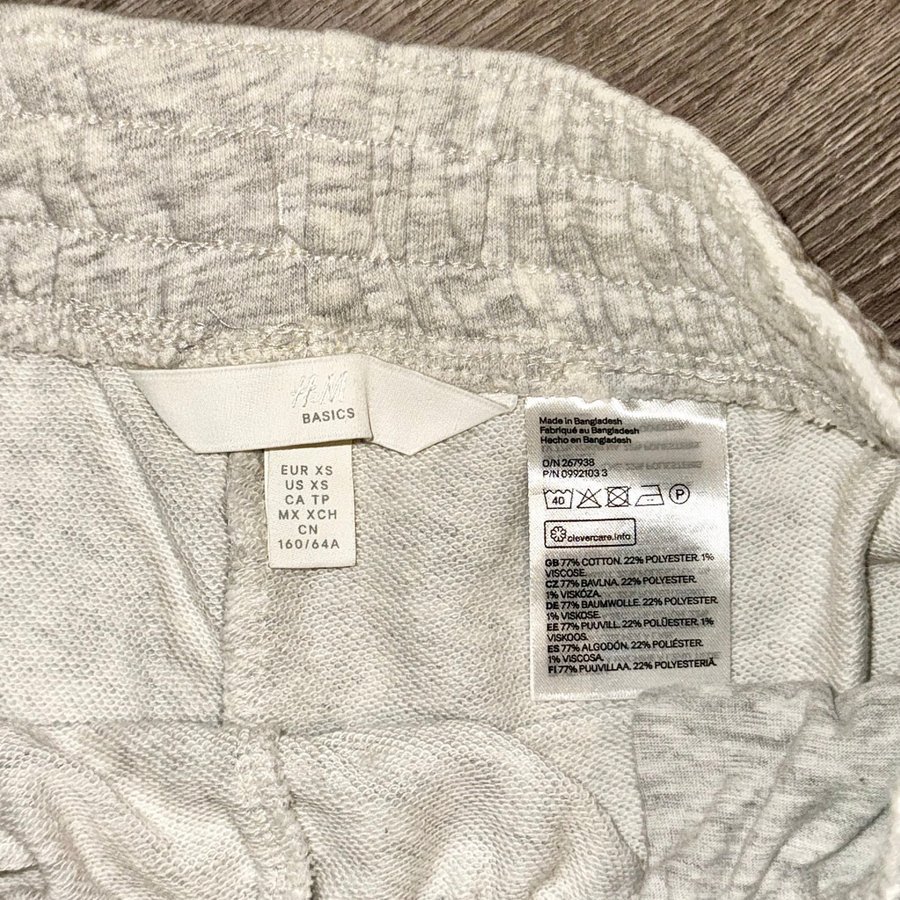 H&M
BASICS
EUR XS
US XS
CA TP
MX XCH
CN
160/64A
Made in Bangladesh
Fabriqué au Bangladesh
Hecho en Bangladesh
O/N 267938
P/N 0992103 3
40
P
clevercare.info
GB 77% COTTON. 22% POLYESTER. 1%
VISCOSE.
CZ 77% BAVLNA. 22% POLYESTER.
1% VISKÓZA.
DE 77% BAUMWOLLE. 22% POLYESTER.
1% VISKOSE.
EE 77% PUUVILL. 22% POLÜESTER. 1%
VISKOOS.
ES 77% ALGODÓN. 22% POLIÉSTER.
1% VISCOSA.
FI 77% PUUVILLAA. 22% POLYESTERIÄ.